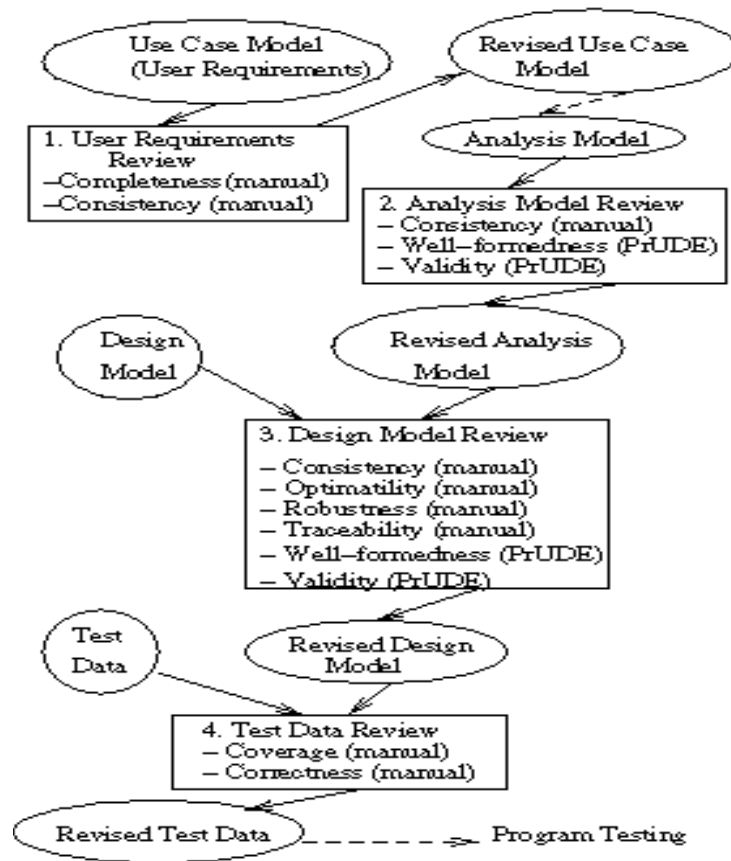 Use Case Model
(User Requirements)
Revised Use Case
Model
1. User Requirements
Review
–Completeness (manual)
–Consistency (manual)
Analysis Model
2. Analysis Model Review
– Consistency (manual)
– Well–formedness (PrUDE)
– Validity (PrUDE)
Design
Model
Revised Analysis
Model
3. Design Model Review
– Consistency (manual)
– Optimatility (manual)
– Robustness (manual)
– Traceability (manual)
– Well–formedness (PrUDE)
– Validity (PrUDE)
Test
Data
Revised Design
Model
4. Test Data Review
– Coverage (manual)
– Correctness (manual)
Revised Test Data
Program Testing